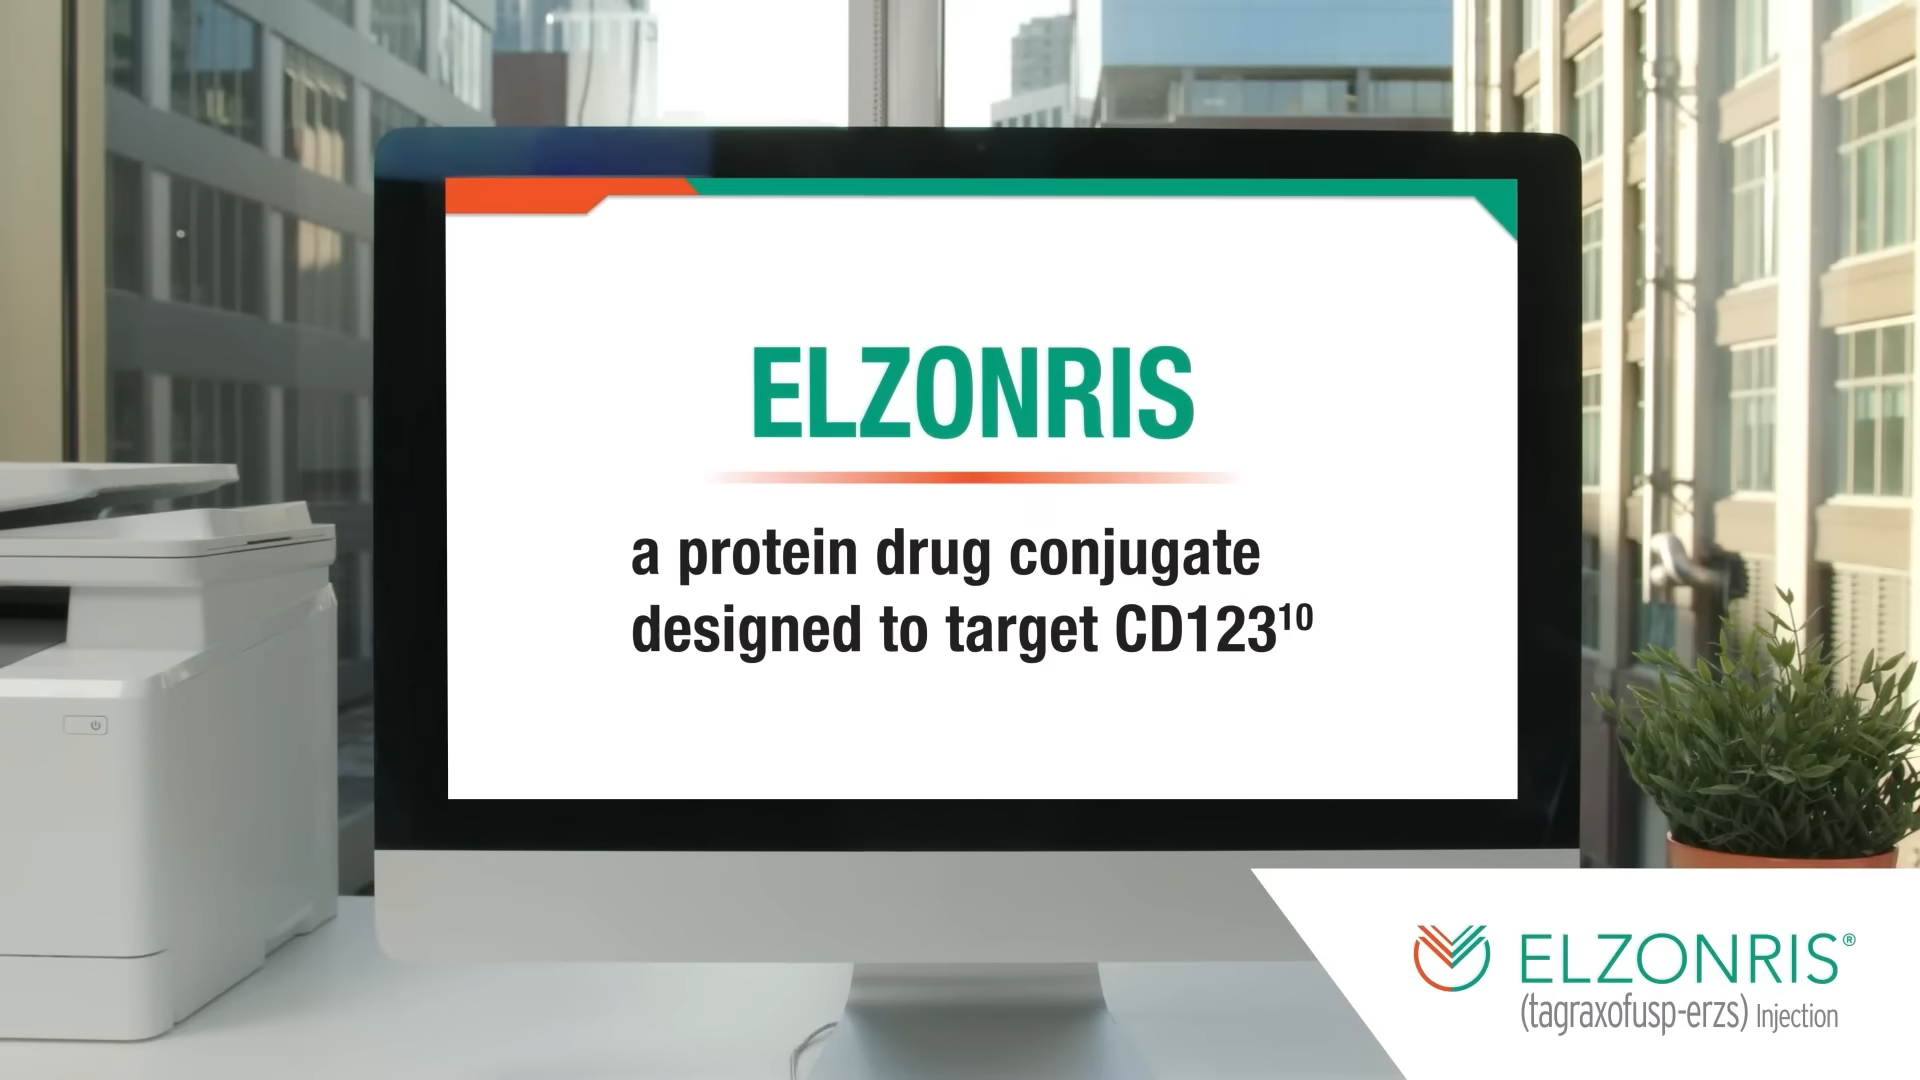 ELZONRIS
a protein drug conjugate
designed to target CD123¹⁰
ELZONRIS®
(tagraxofusp-erzs) Injection